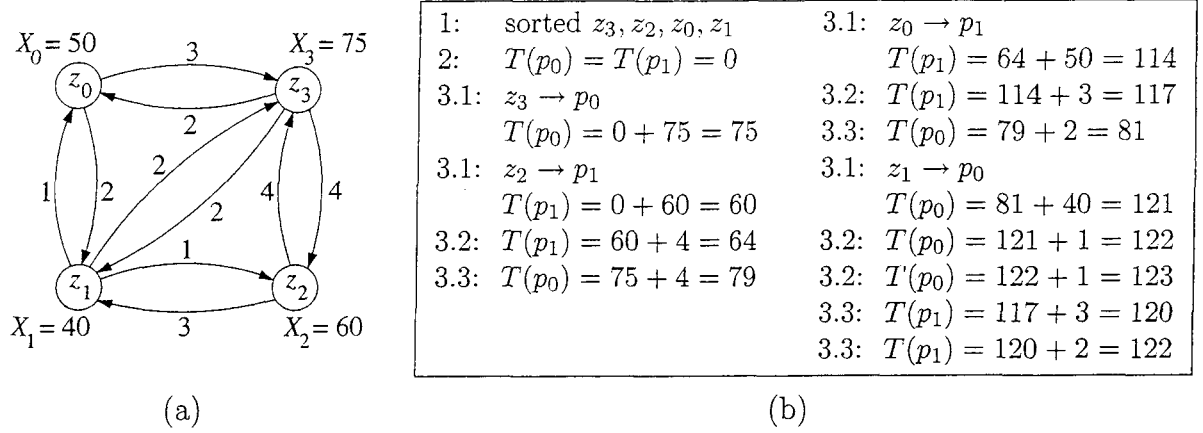 X₀ = 50
X₃ = 75
3
z₀
z₃
2
1
2
2
2
4
4
1
z₁
z₂
3
X₁ = 40
X₂ = 60
(a)
1: sorted z₃, z₂, z₀, z₁
2: T(p₀) = T(p₁) = 0
3.1: z₃ → p₀
T(p₀) = 0 + 75 = 75
3.1: z₂ → p₁
T(p₁) = 0 + 60 = 60
3.2: T(p₁) = 60 + 4 = 64
3.3: T(p₀) = 75 + 4 = 79
3.1: z₀ → p₁
T(p₁) = 64 + 50 = 114
3.2: T(p₁) = 114 + 3 = 117
3.3: T(p₀) = 79 + 2 = 81
3.1: z₁ → p₀
T(p₀) = 81 + 40 = 121
3.2: T(p₀) = 121 + 1 = 122
3.2: T(p₀) = 122 + 1 = 123
3.3: T(p₁) = 117 + 3 = 120
3.3: T(p₁) = 120 + 2 = 122
(b)